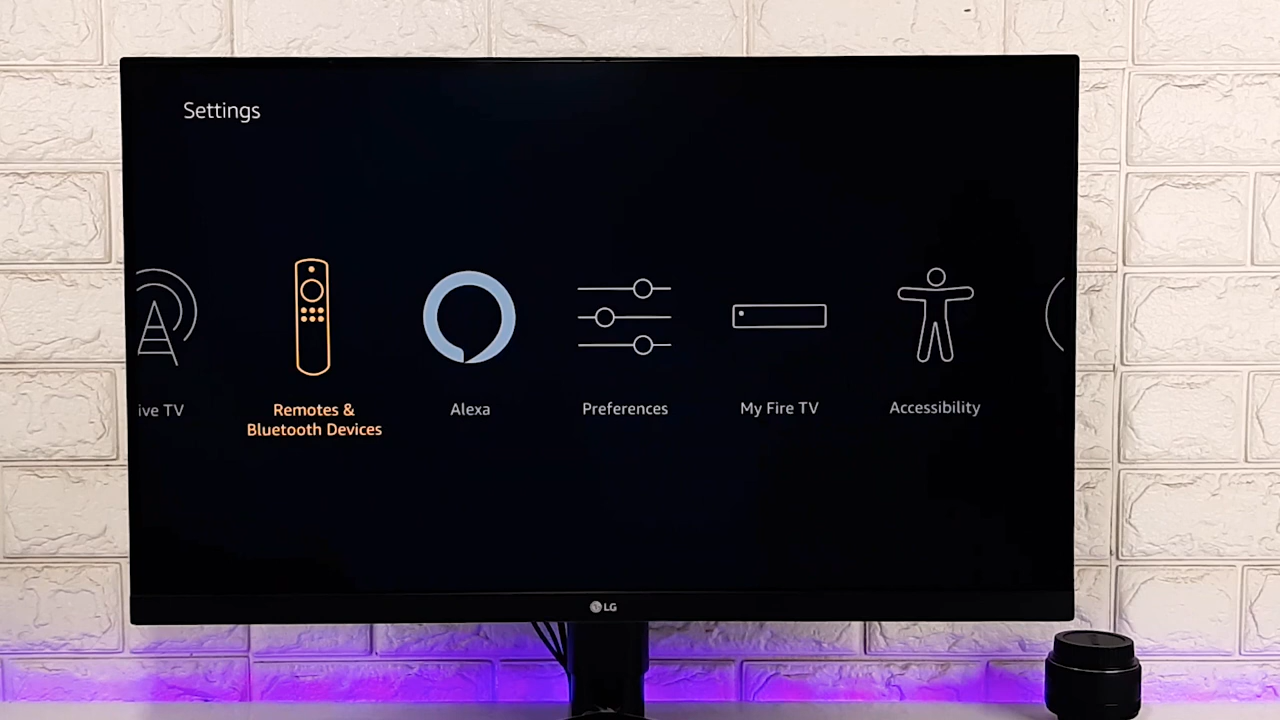 Settings
ive TV
Remotes &
Bluetooth Devices
Alexa
Preferences
My Fire TV
Accessibility
LG